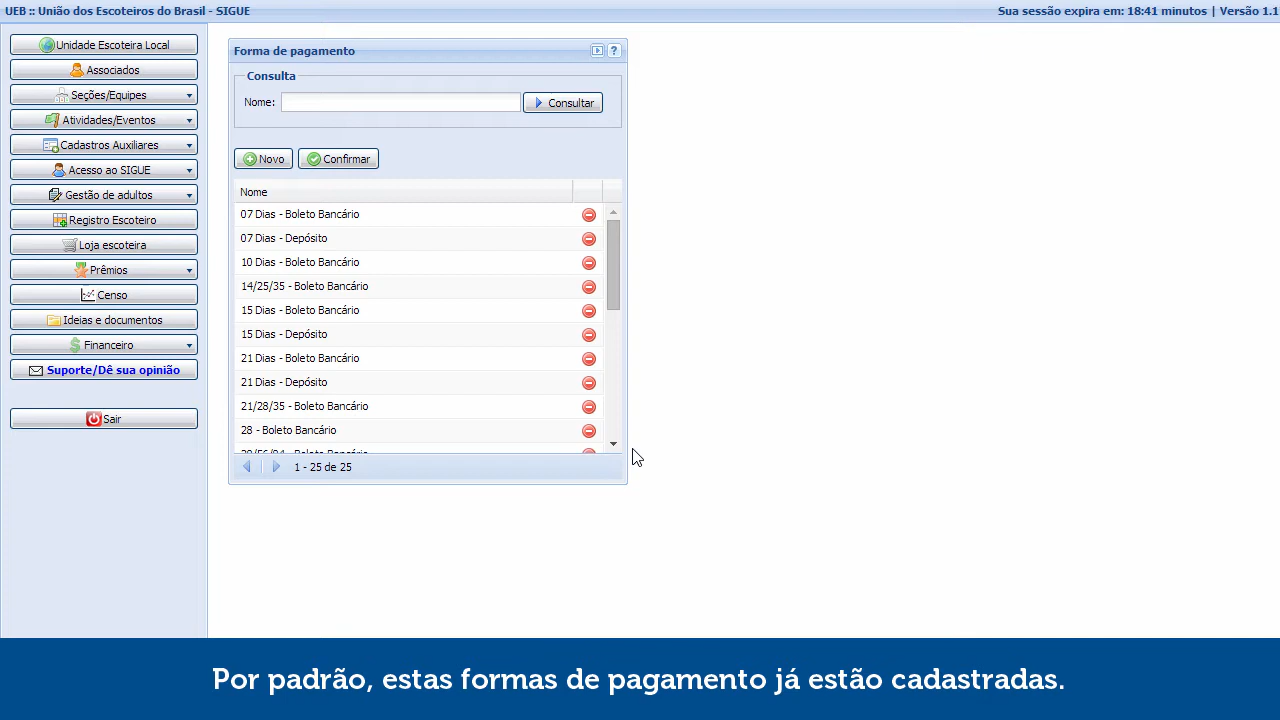 UEB :: União dos Escoteiros do Brasil - SIGUE
Sua sessão expira em: 18:41 minutos | Versão 1.1
Unidade Escoteira Local
Associados
Seções/Equipes
Atividades/Eventos
Cadastros Auxiliares
Acesso ao SIGUE
Gestão de adultos
Registro Escoteiro
Loja escoteira
Prêmios
Censo
Ideias e documentos
Financeiro
Suporte/Dê sua opinião
Sair
Forma de pagamento
Consulta
Nome:
Consultar
Novo
Confirmar
Nome
07 Dias - Boleto Bancário
07 Dias - Depósito
10 Dias - Boleto Bancário
14/25/35 - Boleto Bancário
15 Dias - Boleto Bancário
15 Dias - Depósito
21 Dias - Boleto Bancário
21 Dias - Depósito
21/28/35 - Boleto Bancário
28 - Boleto Bancário
1 - 25 de 25
Por padrão, estas formas de pagamento já estão cadastradas.